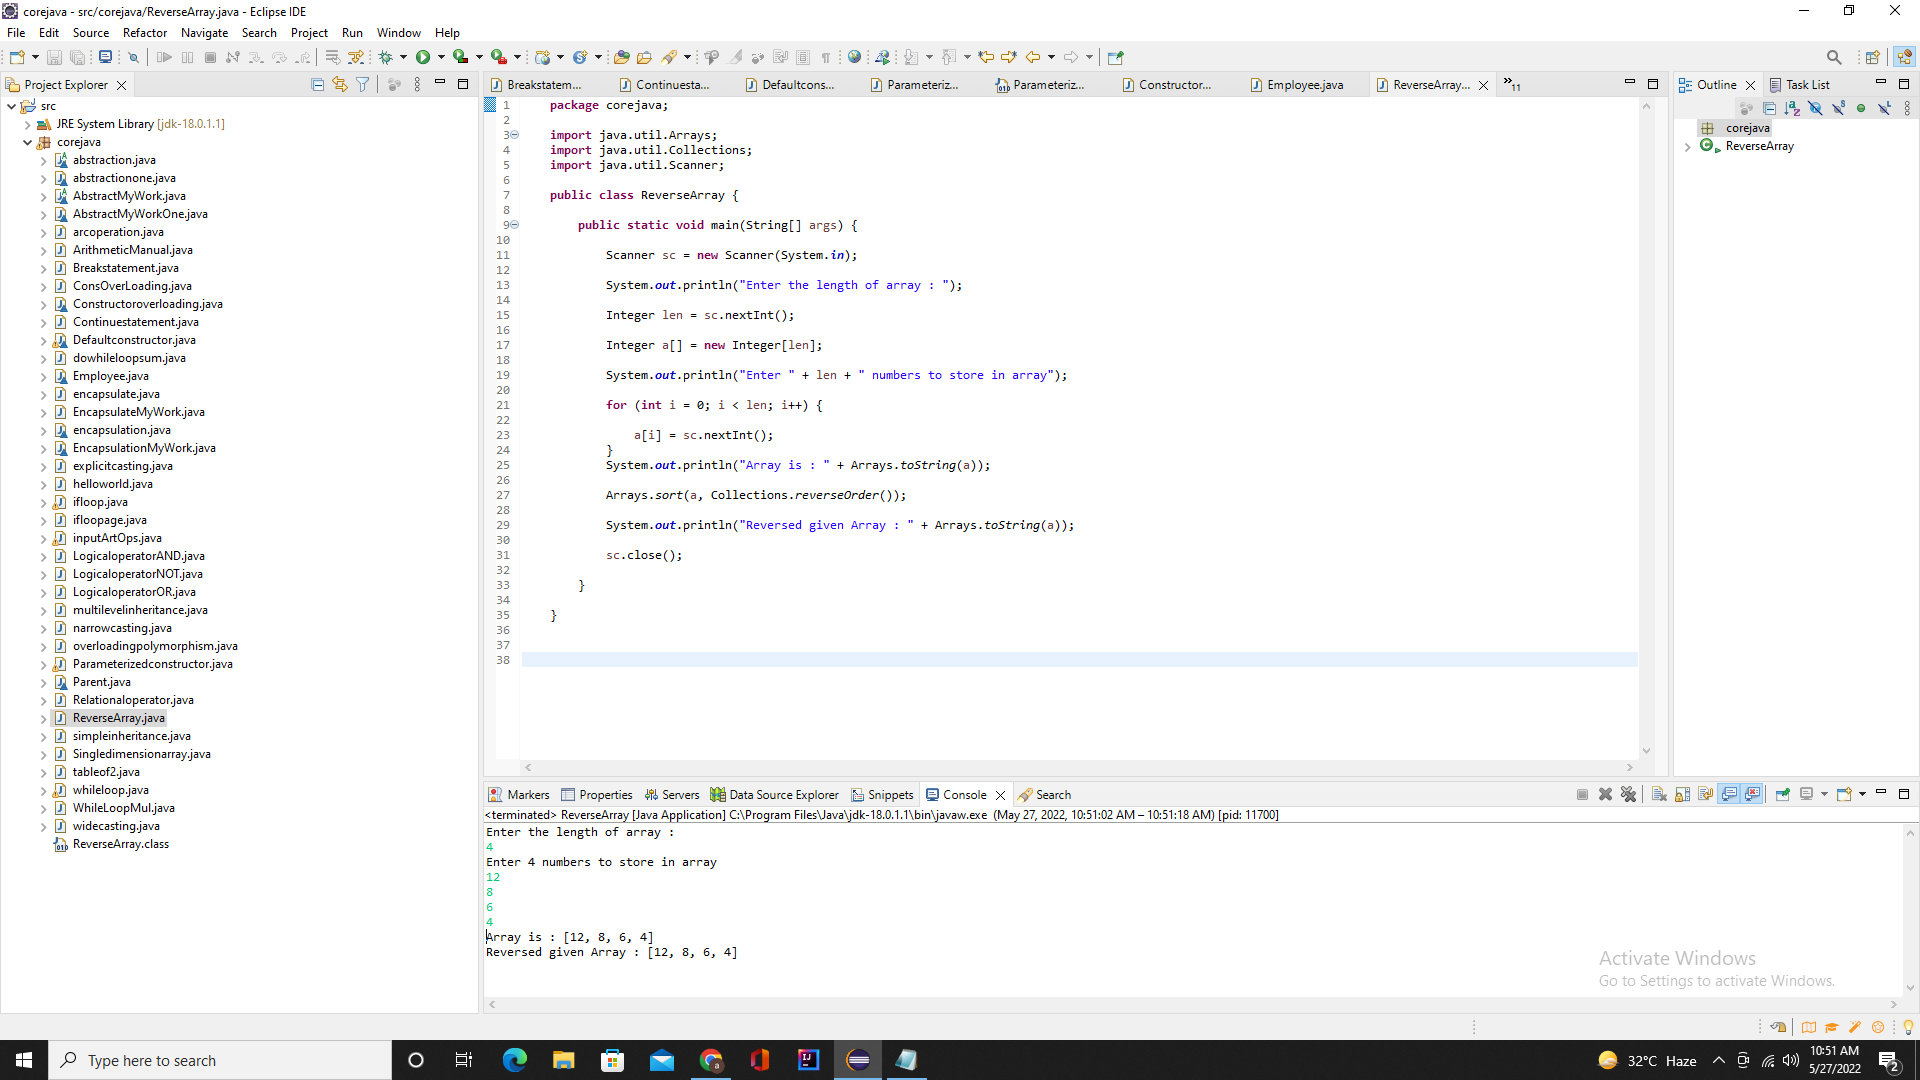 corejava - src/corejava/ReverseArray.java - Eclipse IDE
File Edit Source Refactor Navigate Search Project Run Window Help
Project Explorer
src
JRE System Library [jdk-18.0.1.1]
corejava
abstraction.java
abstractionone.java
AbstractMyWork.java
AbstractMyWorkOne.java
arcoperation.java
ArithmeticManual.java
Breakstatement.java
ConsOverLoading.java
Constructoroverloading.java
Continuestatement.java
Defaultconstructor.java
dowhileloopsum.java
Employee.java
encapsulate.java
EncapsulateMyWork.java
encapsulation.java
EncapsulationMyWork.java
explicitcasting.java
helloworld.java
ifloop.java
ifloopage.java
inputArtOps.java
LogicaloperatorAND.java
LogicaloperatorNOT.java
LogicaloperatorOR.java
multilevelinheritance.java
narrowcasting.java
overloadingpolymorphism.java
Parameterizedconstructor.java
Parent.java
Relationaloperator.java
ReverseArray.java
simpleinheritance.java
Singledimensionarray.java
tableof2.java
whileloop.java
WhileLoopMul.java
widecasting.java
ReverseArray.class
Breakstatem... Continuesta... Defaultcons... Parameteriz... Parameteriz... Constructor... Employee.java ReverseArray... »11
1 package corejava;
2
3 import java.util.Arrays;
4 import java.util.Collections;
5 import java.util.Scanner;
6
7 public class ReverseArray {
8
9 public static void main(String[] args) {
10
11 Scanner sc = new Scanner(System.in);
12
13 System.out.println("Enter the length of array : ");
14
15 Integer len = sc.nextInt();
16
17 Integer a[] = new Integer[len];
18
19 System.out.println("Enter " + len + " numbers to store in array");
20
21 for (int i = 0; i < len; i++) {
22
23 a[i] = sc.nextInt();
24 }
25 System.out.println("Array is : " + Arrays.toString(a));
26
27 Arrays.sort(a, Collections.reverseOrder());
28
29 System.out.println("Reversed given Array : " + Arrays.toString(a));
30
31 sc.close();
32
33 }
34
35 }
36
37
38
Outline Task List
corejava
ReverseArray
Markers Properties Servers Data Source Explorer Snippets Console Search
<terminated> ReverseArray [Java Application] C:\Program Files\Java\jdk-18.0.1.1\bin\javaw.exe (May 27, 2022, 10:51:02 AM – 10:51:18 AM) [pid: 11700]
Enter the length of array :
4
Enter 4 numbers to store in array
12
8
6
4
Array is : [12, 8, 6, 4]
Reversed given Array : [12, 8, 6, 4]
Activate Windows
Go to Settings to activate Windows.
Type here to search
32°C Haze
10:51 AM
5/27/2022
2